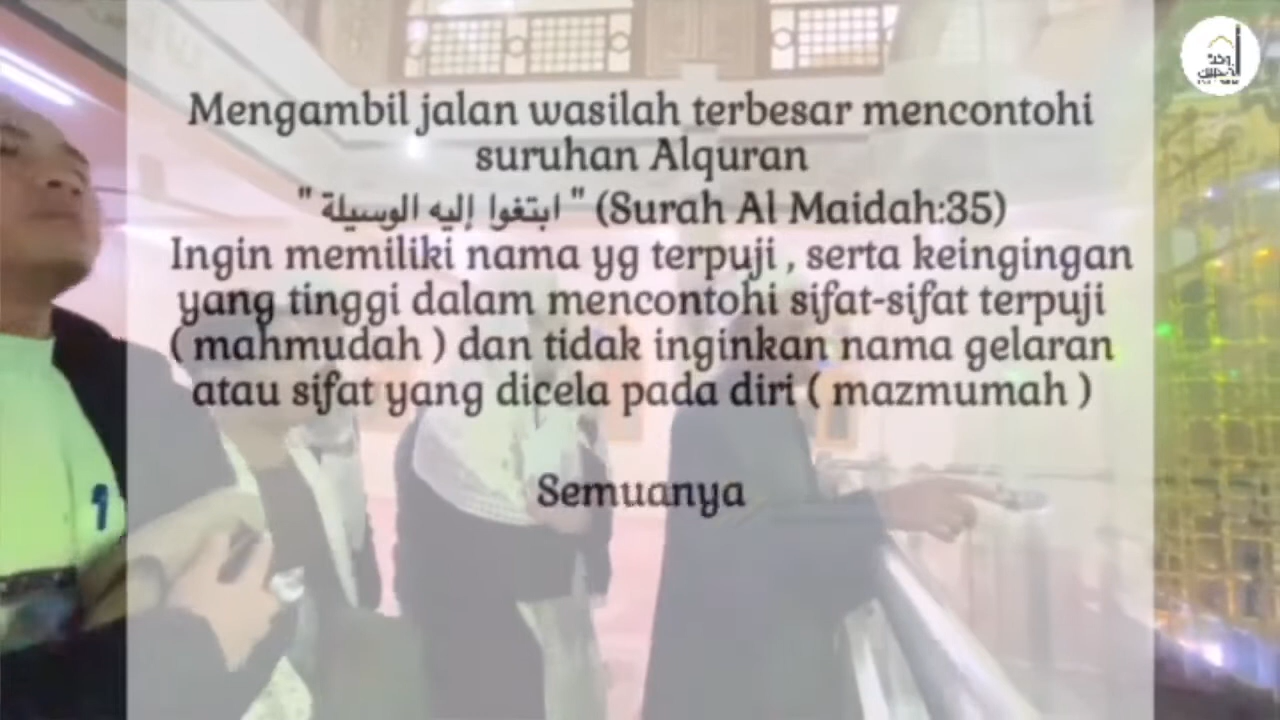 Mengambil jalan wasilah terbesar mencontohi
suruhan Alquran
" ابتغوا إليه الوسيلة " (Surah Al Maidah:35)
Ingin memiliki nama yg terpuji , serta keingingan
yang tinggi dalam mencontohi sifat-sifat terpuji
( mahmudah ) dan tidak inginkan nama gelaran
atau sifat yang dicela pada diri ( mazmumah )
Semuanya